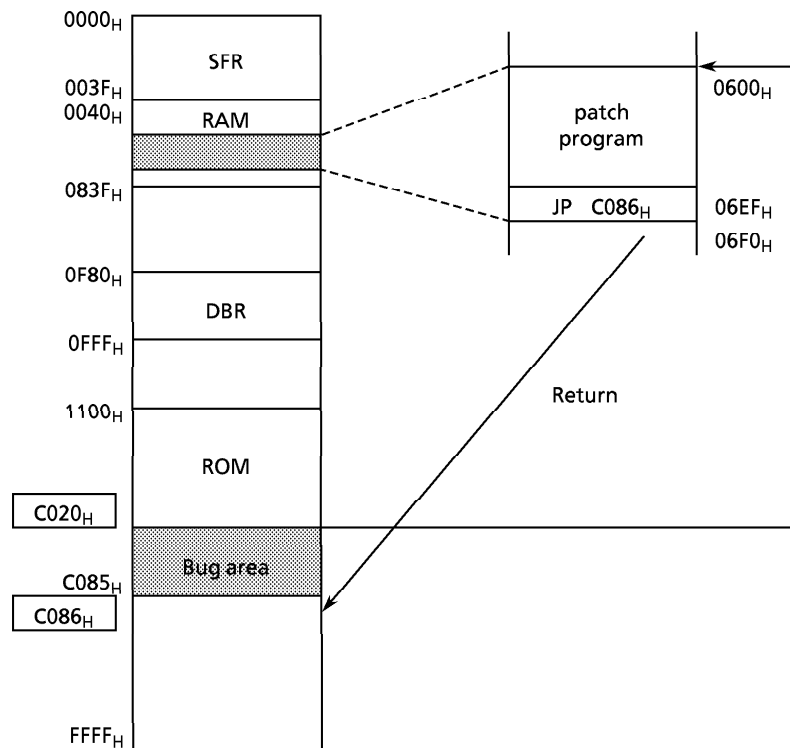 0000H
SFR
003FH
0040H
RAM
083FH
0F80H
DBR
0FFFH
1100H
ROM
C020H
Bug area
C085H
C086H
FFFFH
0600H
patch
program
JP C086H
06EFH
06F0H
Return